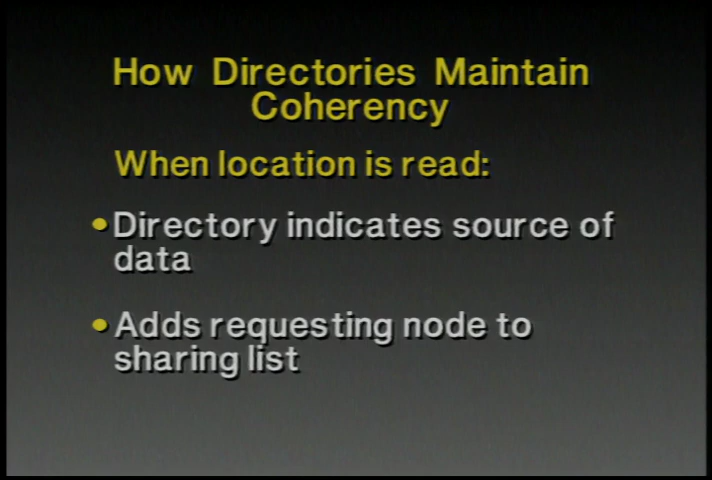 How Directories Maintain
Coherency
When location is read:
•Directory indicates source of
data
•Adds requesting node to
sharing list